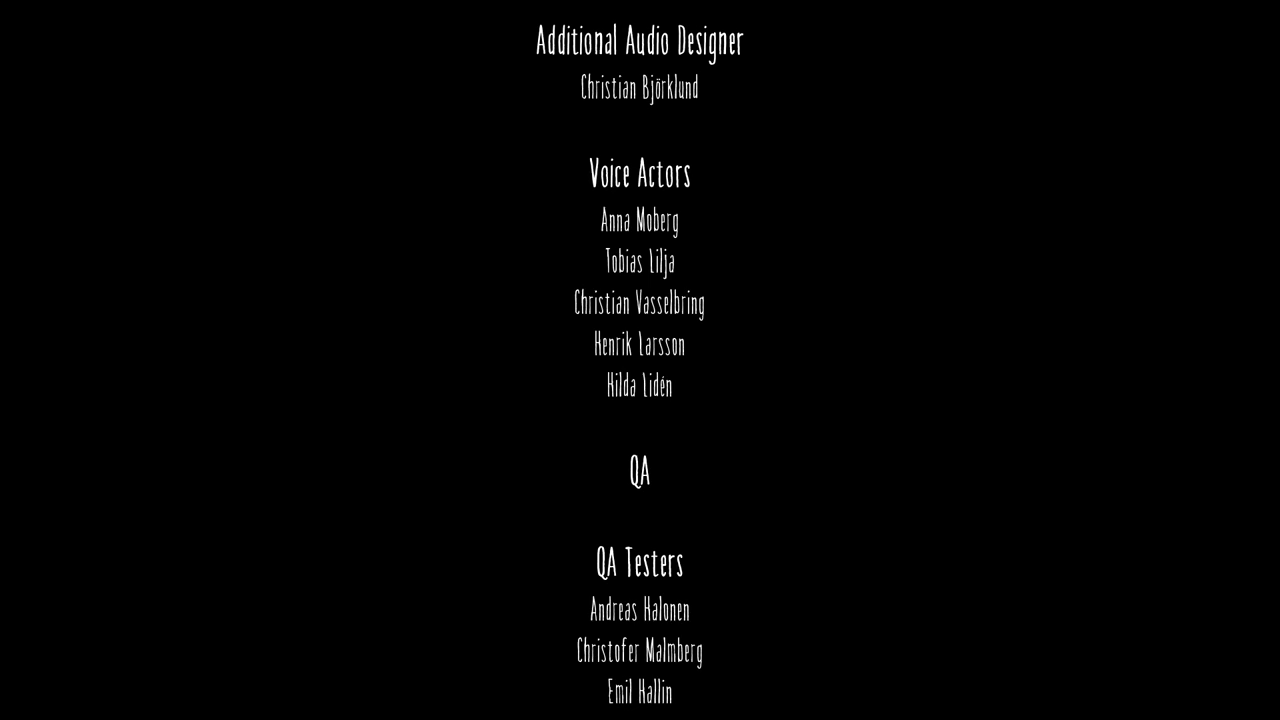 Additional Audio Designer
Christian Björklund
Voice Actors
Anna Moberg
Tobias Lilja
Christian Vasselbring
Henrik Larsson
Hilda Lidén
QA
QA Testers
Andreas Halonen
Christofer Malmberg
Emil Hallin